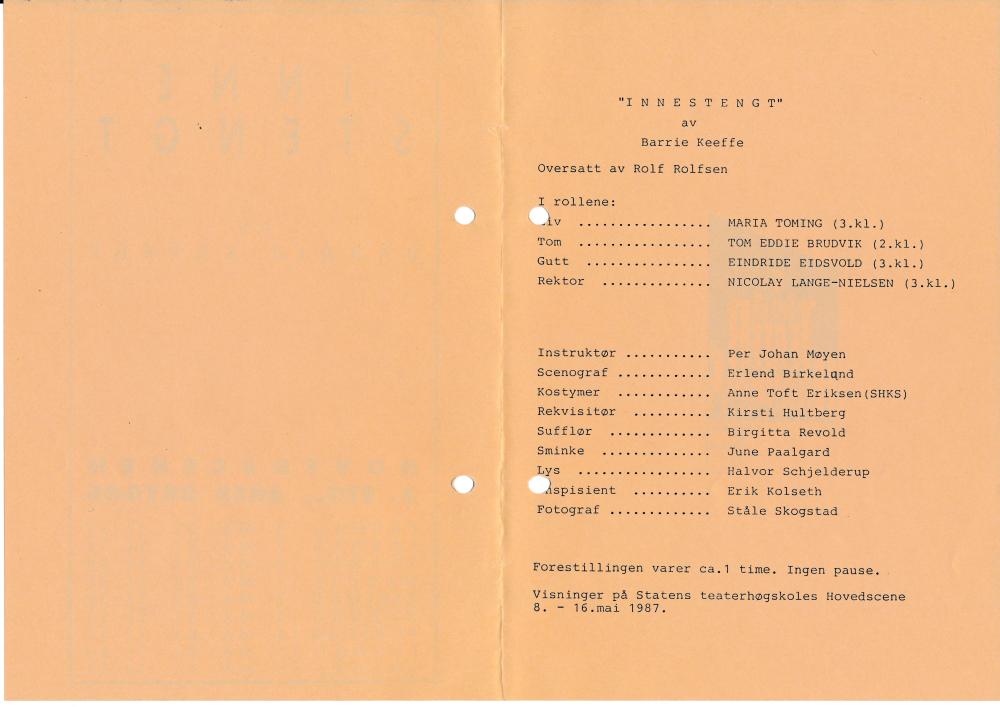 "I N N E S T E N G T"
av
Barrie Keeffe
Oversatt av Rolf Rolfsen
I rollene:
iv ................. MARIA TOMING (3.kl.)
Tom ................. TOM EDDIE BRUDVIK (2.kl.)
Gutt ................ EINDRIDE EIDSVOLD (3.kl.)
Rektor .............. NICOLAY LANGE-NIELSEN (3.kl.)
Instruktør ........... Per Johan Møyen
Scenograf ............ Erlend Birkeland
Kostymer ............ Anne Toft Eriksen(SHKS)
Rekvisitør .......... Kirsti Hultberg
Sufflør ............. Birgitta Revold
Sminke .............. June Paalgard
Lys ................. Halvor Schjelderup
nspisient .......... Erik Kolseth
Fotograf ............. Ståle Skogstad
Forestillingen varer ca.1 time. Ingen pause.
Visninger på Statens teaterhøgskoles Hovedscene
8. - 16.mai 1987.